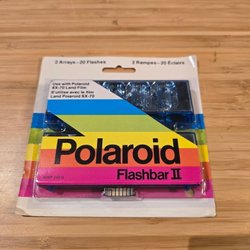 2 Arrays-20 Flashes
2 Rampes-20 Éclairs
Use with Polaroid
SX-70 Land Film
S'utilise avec le film
Land Polaroid SX-70
Polaroid
Flashbar II